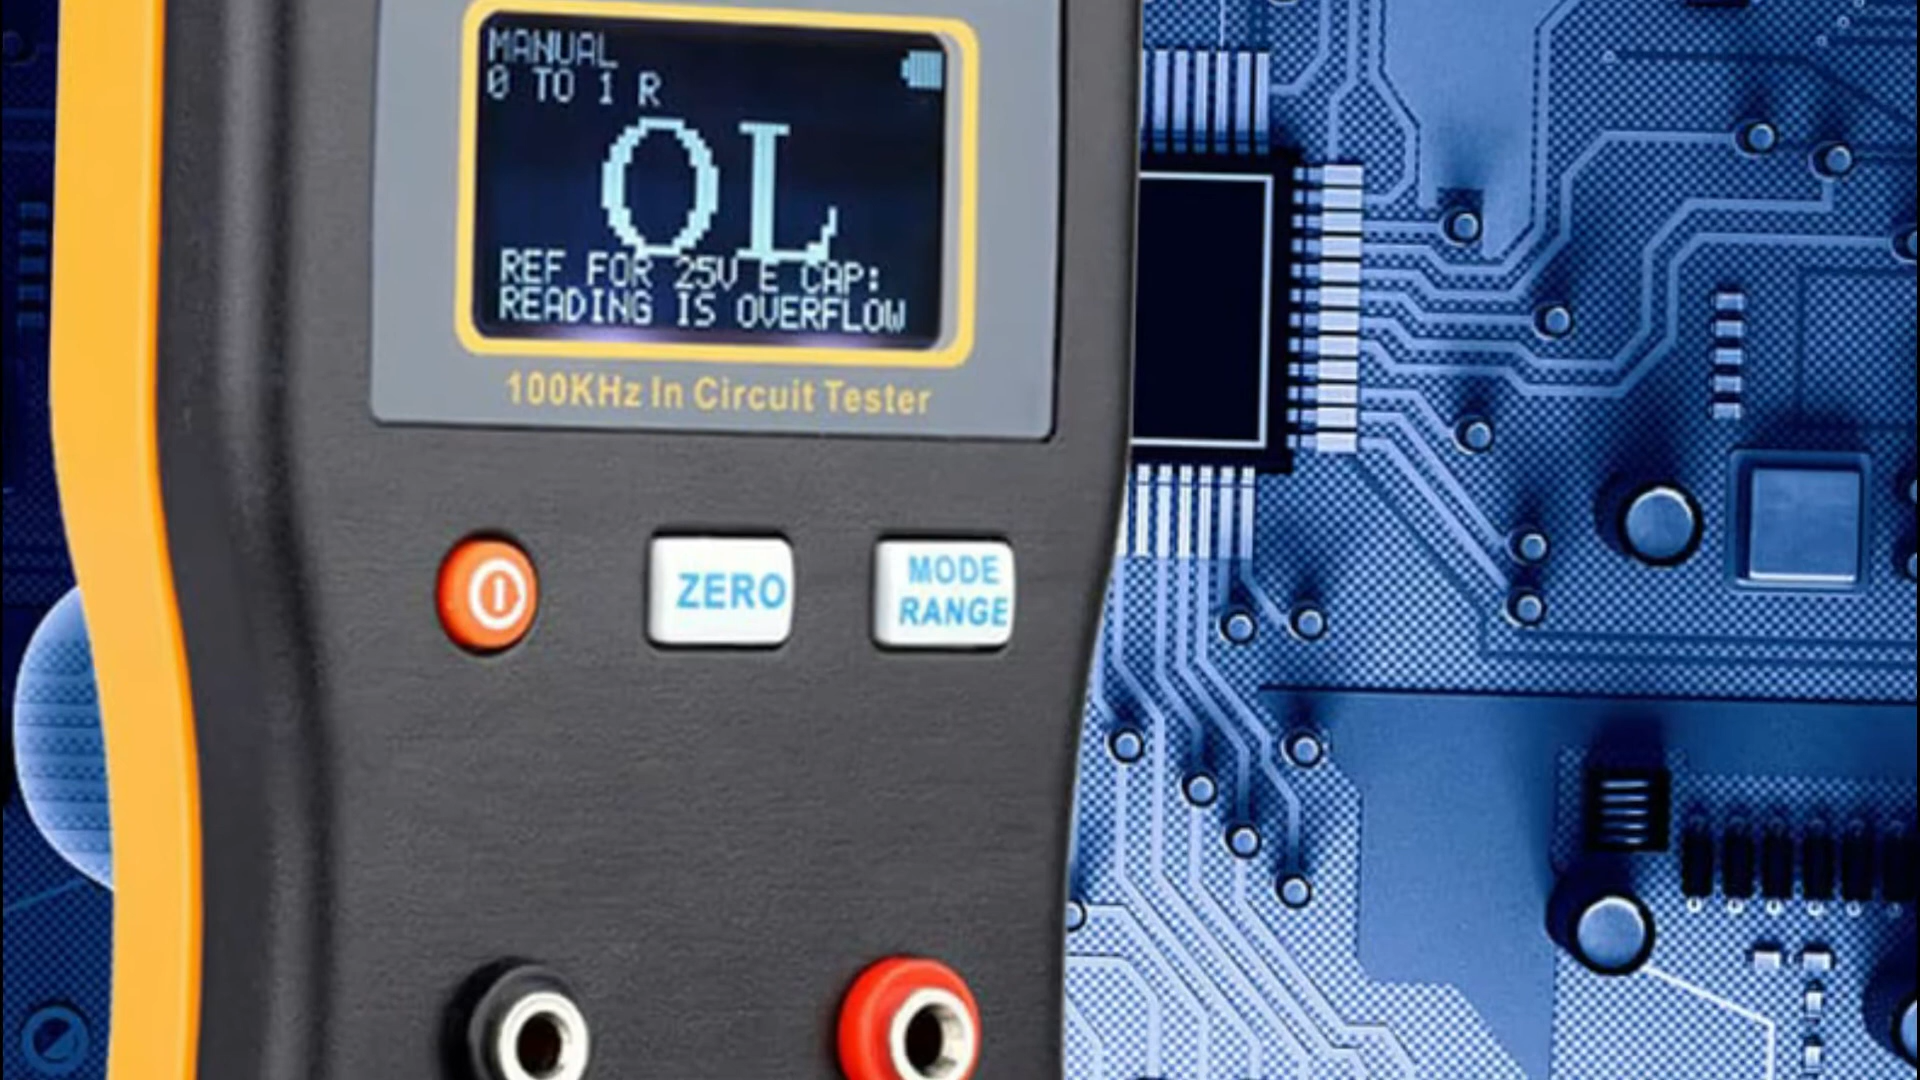 MANUAL
0 TO 1 R
OL
REF FOR 25V E CAP:
READING IS OVERFLOW
100KHz In Circuit Tester
ZERO
MODE
RANGE